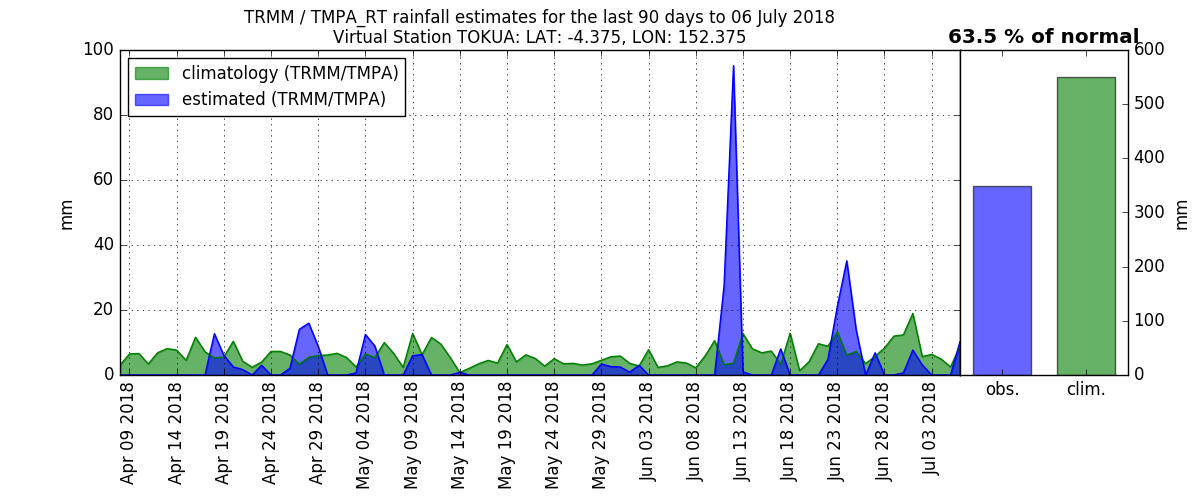 TRMM / TMPA_RT rainfall estimates for the last 90 days to 06 July 2018
Virtual Station TOKUA: LAT: -4.375, LON: 152.375
63.5 % of normal
climatology (TRMM/TMPA)
estimated (TRMM/TMPA)
100
80
60
40
20
0
mm
Apr 09 2018
Apr 14 2018
Apr 19 2018
Apr 24 2018
Apr 29 2018
May 04 2018
May 09 2018
May 14 2018
May 19 2018
May 24 2018
May 29 2018
Jun 03 2018
Jun 08 2018
Jun 13 2018
Jun 18 2018
Jun 23 2018
Jun 28 2018
Jul 03 2018
obs.
clim.
600
500
400
300
200
100
0
mm